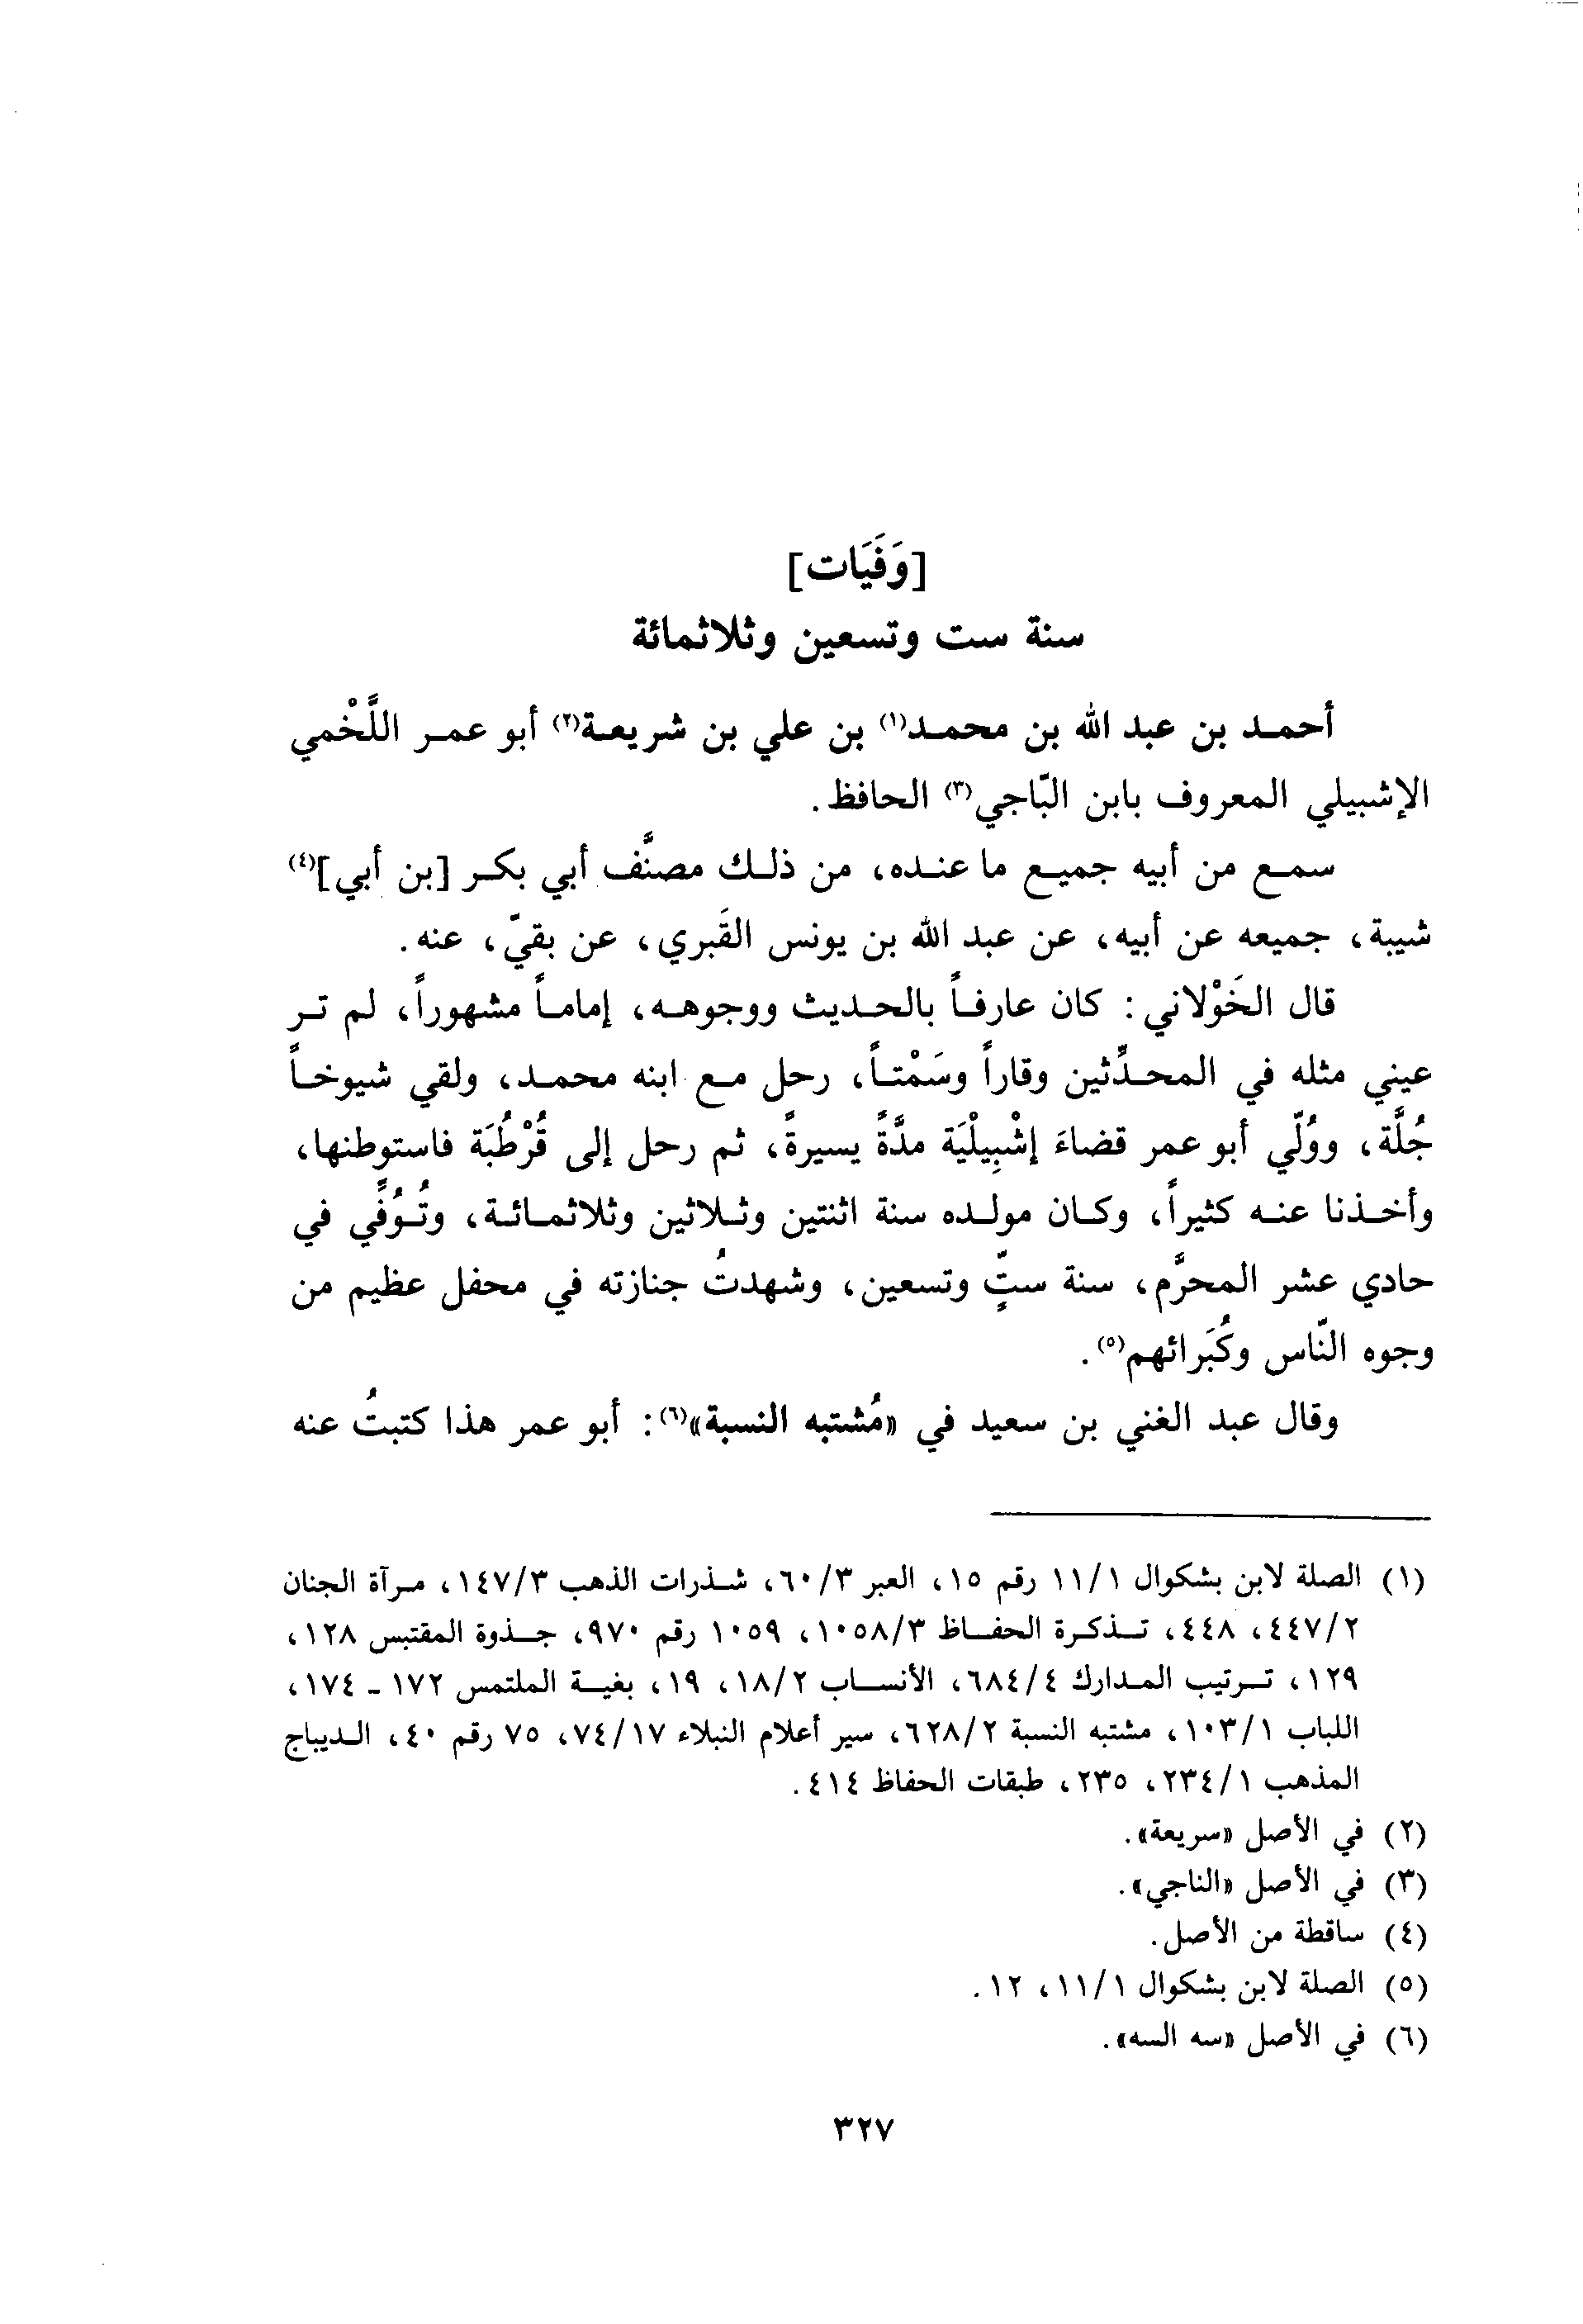 [وَفَيَات]
سنة ست وتسعين وثلاثمائة
أحمد بن عبد الله بن محمد(١) بن علي بن شريعة(٢) أبو عمر اللَّخْمي
الإشبيلي المعروف بابن البّاجي(٣) الحافظ.
سمع من أبيه جميع ما عنده، من ذلك مصنَّف أبي بكر [بن أبي](٤)
شيبة، جميعه عن أبيه، عن عبد الله بن يونس القَبري، عن بقيّ، عنه.
قال الخَوْلاني: كان عارفاً بالحديث ووجوهه، إماماً مشهوراً، لم تر
عيني مثله في المحدِّثين وقاراً وسَمْتاً، رحل مع ابنه محمد، ولقي شيوخاً
جُلَّة، ووُلّي أبو عمر قضاءَ إشْبِيلْيَة مدَّةً يسيرةً، ثم رحل إلى قُرْطُبَة فاستوطنها،
وأخذنا عنه كثيراً، وكان مولده سنة اثنتين وثلاثين وثلاثمائة، وتُوُفِّي في
حادي عشر المحرَّم، سنة ستٍّ وتسعين، وشهدتُ جنازته في محفل عظيم من
وجوه النّاس وكُبَرائهم(٥).
وقال عبد الغني بن سعيد في «مُشتبه النسبة»(٦): أبو عمر هذا كتبتُ عنه
(١) الصلة لابن بشكوال ١١/١ رقم ١٥، العبر ٦٠/٣، شذرات الذهب ١٤٧/٣، مرآة الجنان
٤٤٧/٢، ٤٤٨، تذكرة الحفاظ ١٠٥٨/٣، ١٠٥٩ رقم ٩٧٠، جذوة المقتبس ١٢٨،
١٢٩، ترتيب المدارك ٦٨٤/٤، الأنساب ١٨/٢، ١٩، بغية الملتمس ١٧٢ - ١٧٤،
اللباب ١٠٣/١، مشتبه النسبة ٦٢٨/٢، سير أعلام النبلاء ٧٤/١٧، ٧٥ رقم ٤٠، الديباج
المذهب ٢٣٤/١، ٢٣٥، طبقات الحفاظ ٤١٤.
(٢) في الأصل «سريعة».
(٣) في الأصل «الناجي».
(٤) ساقطة من الأصل.
(٥) الصلة لابن بشكوال ١١/١، ١٢.
(٦) في الأصل «سه السه».
٣٢٧